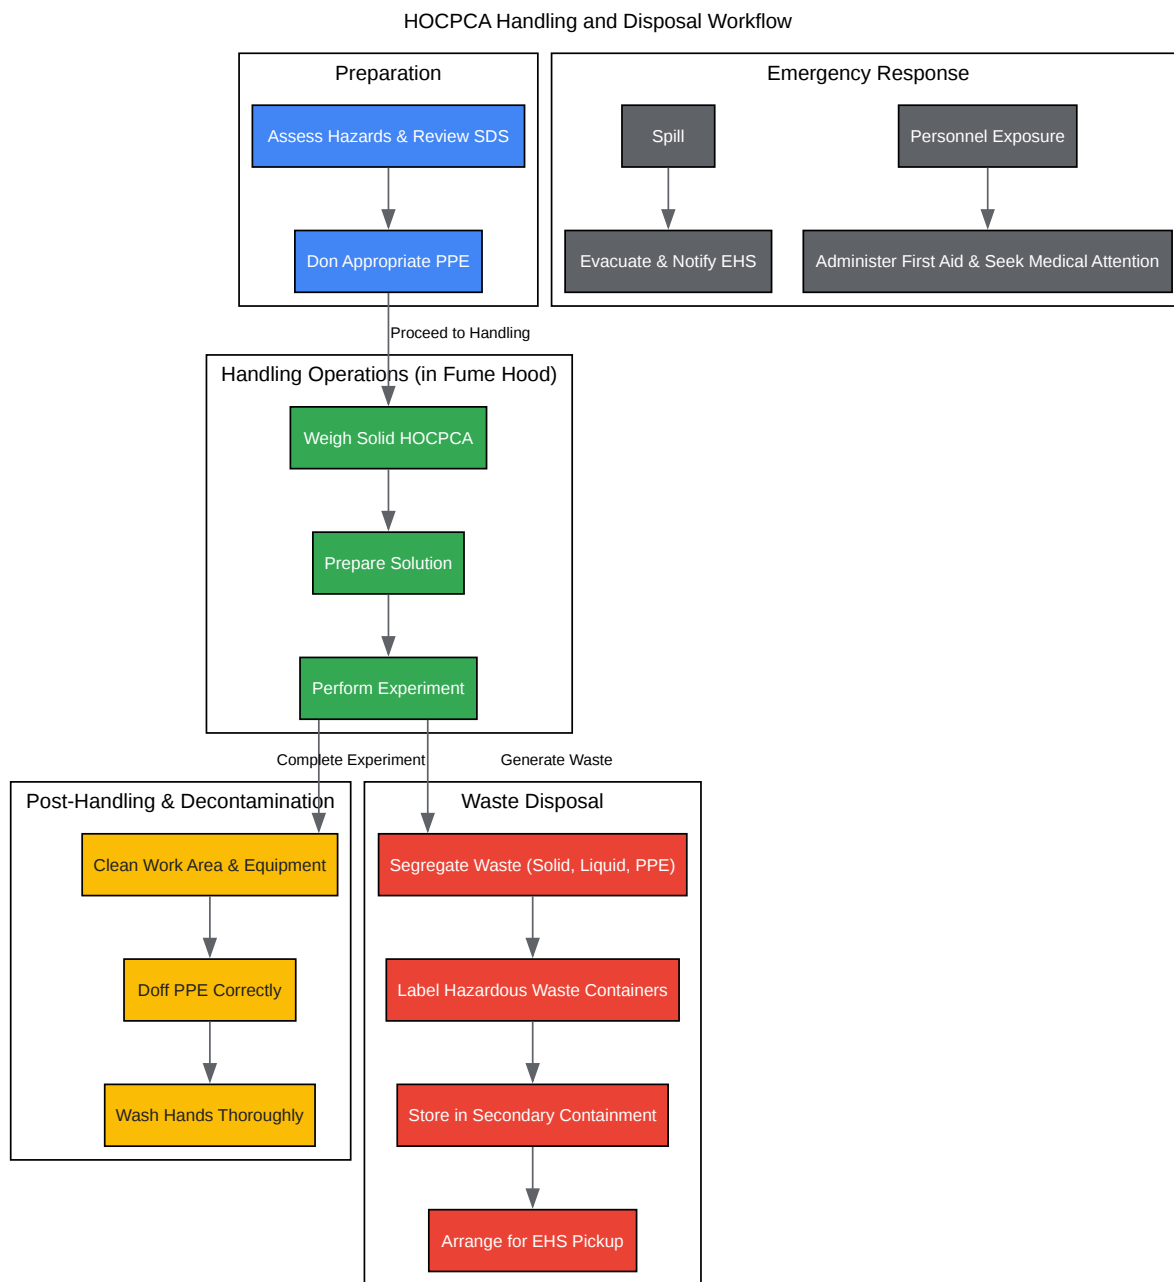 HOCPCA Handling and Disposal Workflow
Preparation
Assess Hazards & Review SDS
Don Appropriate PPE
Emergency Response
Spill
Personnel Exposure
Evacuate & Notify EHS
Administer First Aid & Seek Medical Attention
Proceed to Handling
Handling Operations (in Fume Hood)
Weigh Solid HOCPCA
Prepare Solution
Perform Experiment
Complete Experiment
Generate Waste
Post-Handling & Decontamination
Clean Work Area & Equipment
Doff PPE Correctly
Wash Hands Thoroughly
Waste Disposal
Segregate Waste (Solid, Liquid, PPE)
Label Hazardous Waste Containers
Store in Secondary Containment
Arrange for EHS Pickup